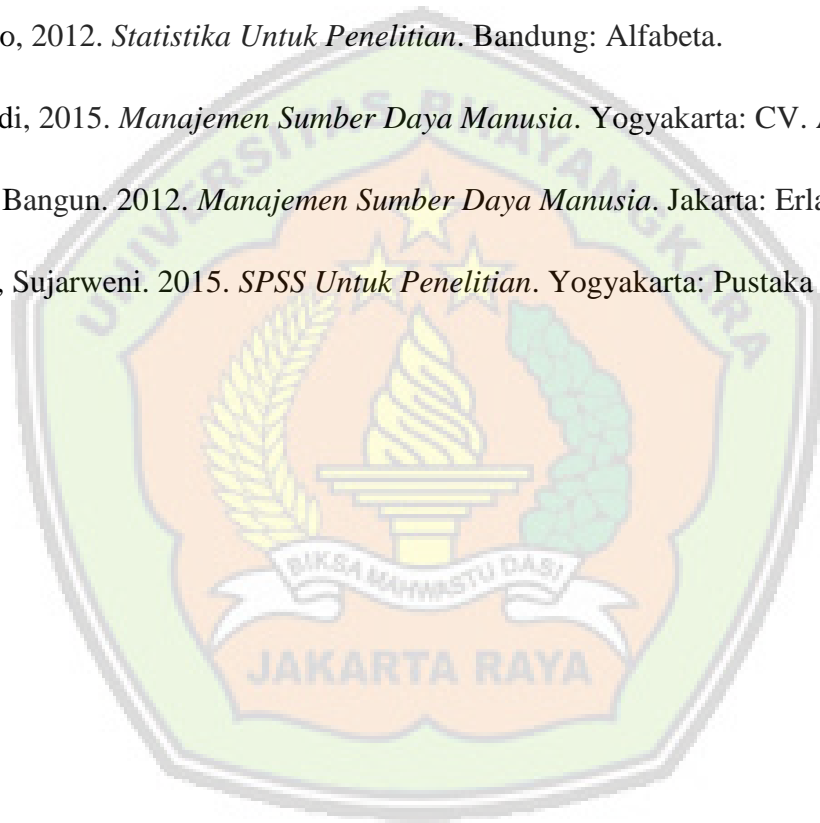 o, 2012. Statistika Untuk Penelitian. Bandung: Alfabeta.
di, 2015. Manajemen Sumber Daya Manusia. Yogyakarta: CV. A
Bangun. 2012. Manajemen Sumber Daya Manusia. Jakarta: Erla
, Sujarweni. 2015. SPSS Untuk Penelitian. Yogyakarta: Pustaka
UNIVERSITAS BHAYANGKARA
BIKSA MAHWASTU DASI
JAKARTA RAYA